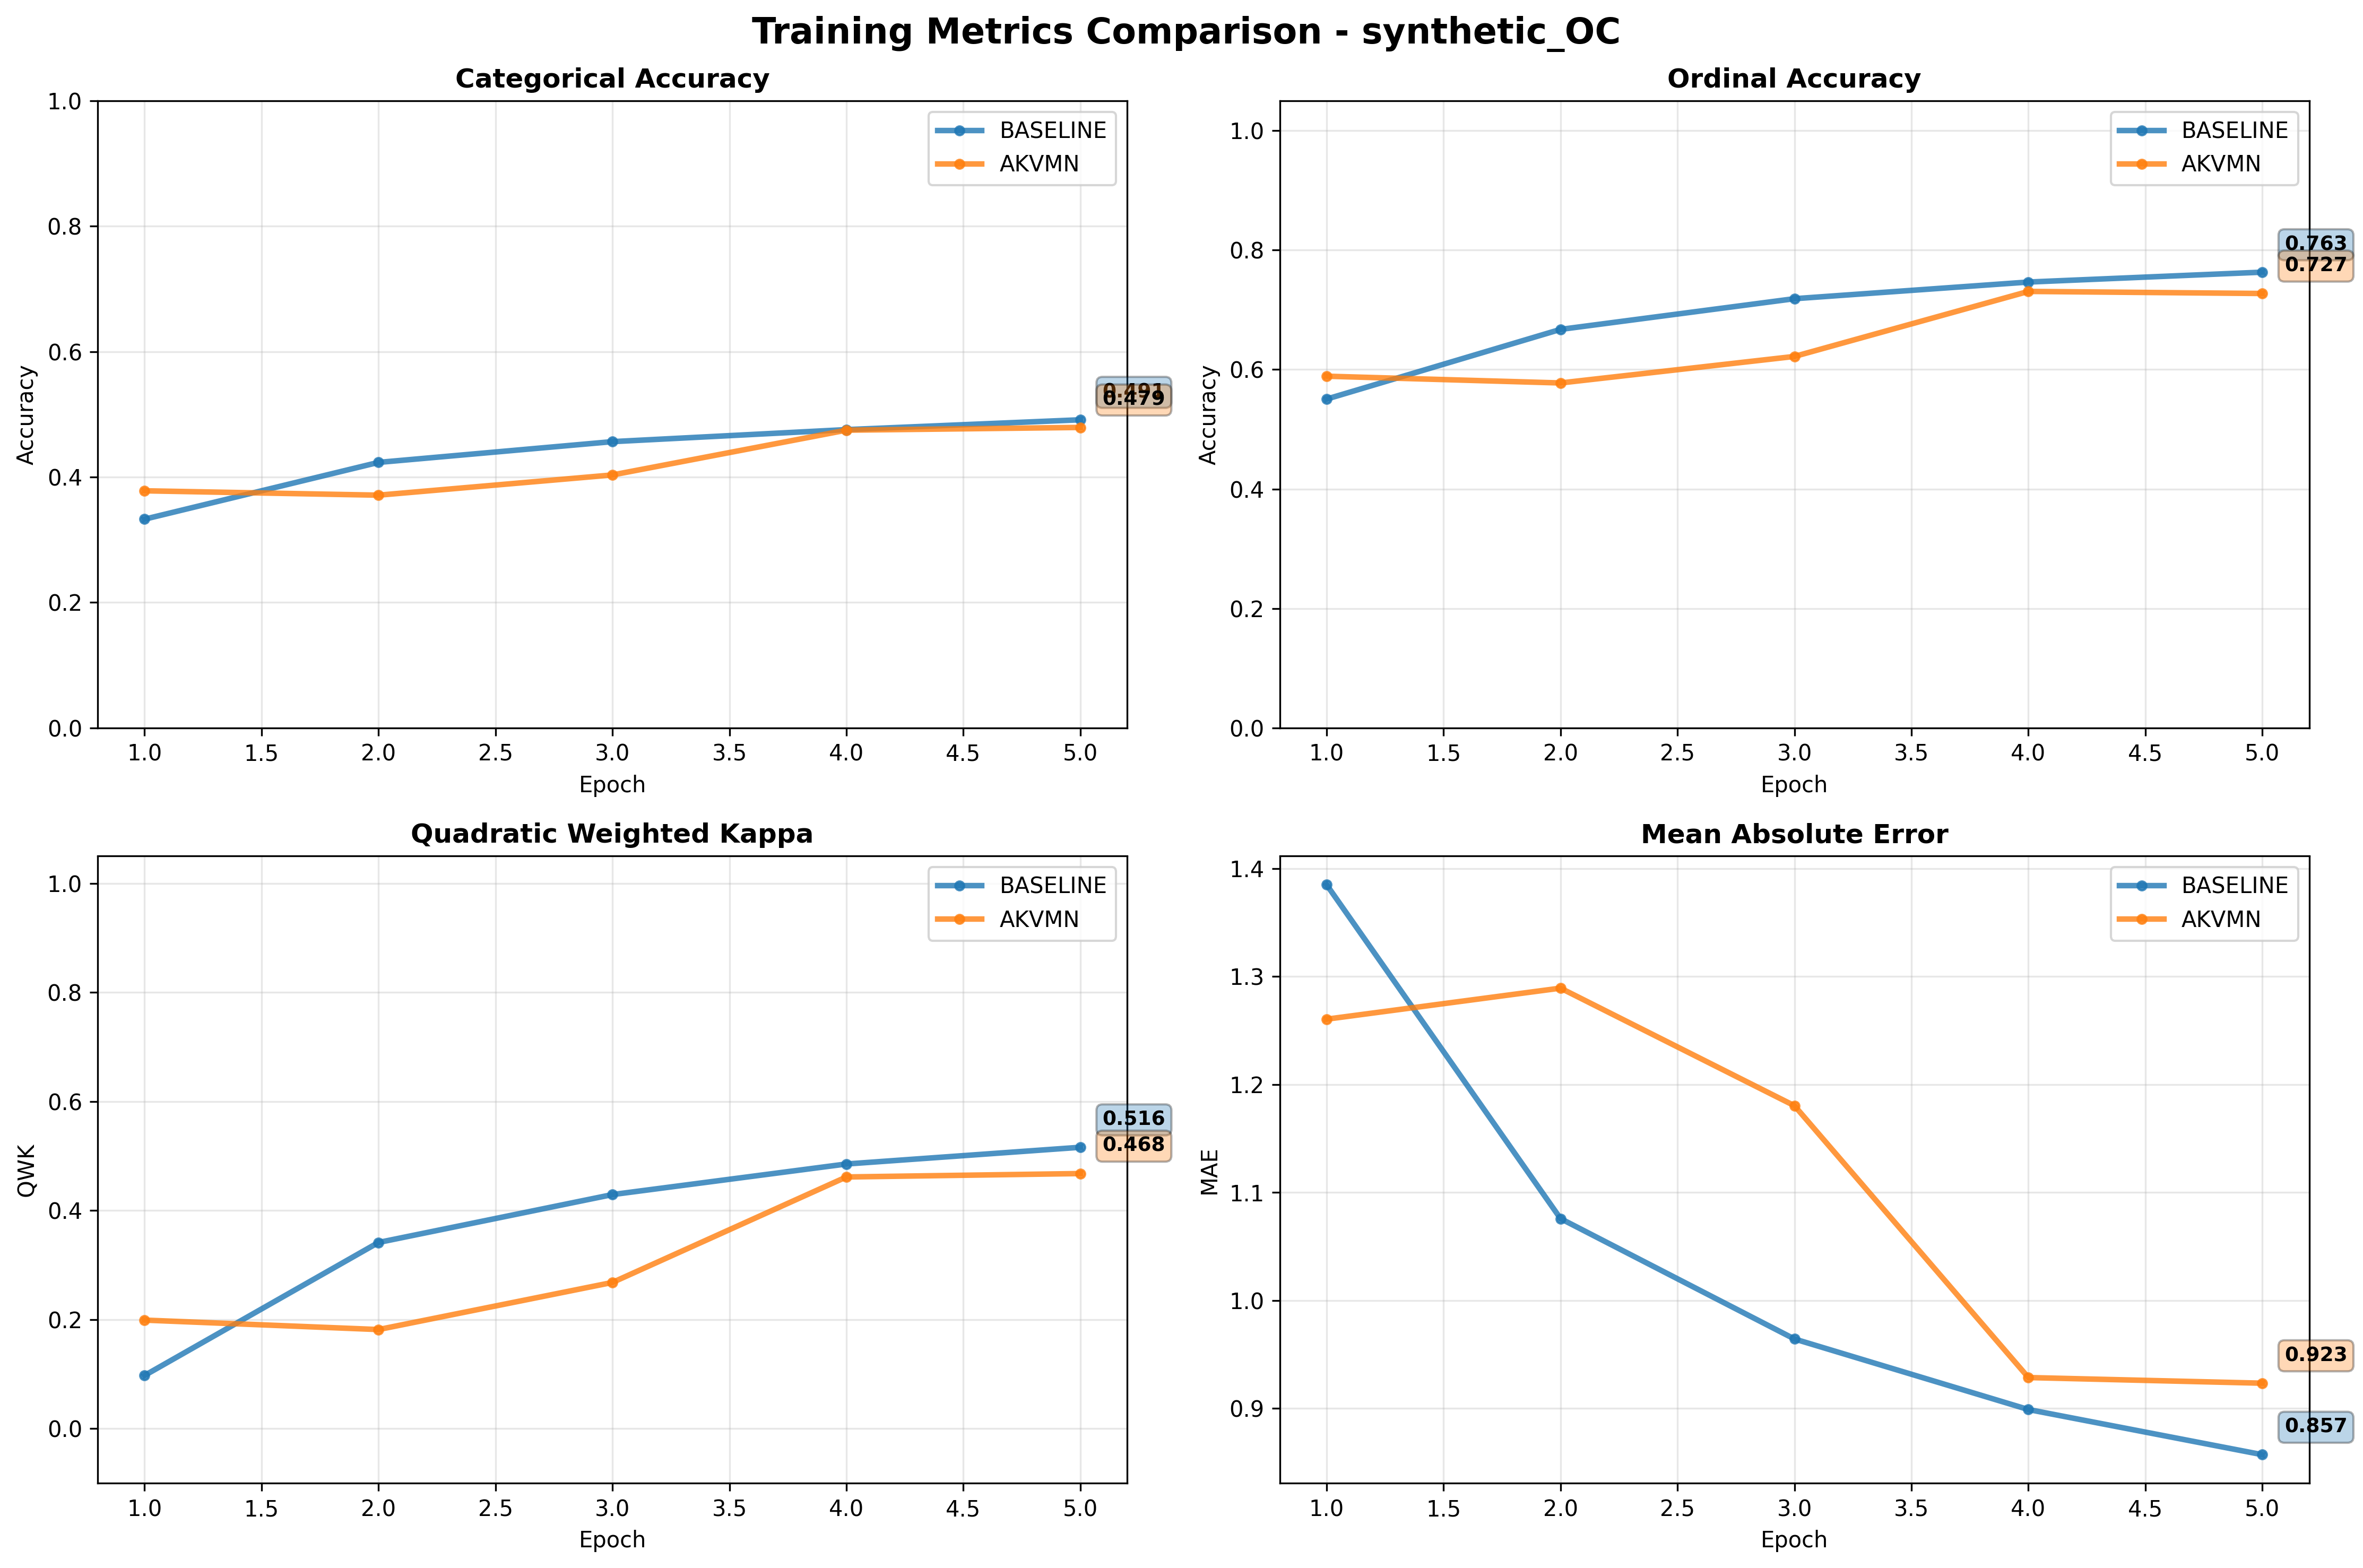 Training Metrics Comparison - synthetic_OC
Categorical Accuracy
1.0
0.8
0.6
0.4
0.2
0.0
Accuracy
BASELINE
AKVMN
0.491
0.479
1.0 1.5 2.0 2.5 3.0 3.5 4.0 4.5 5.0
Epoch
Ordinal Accuracy
1.0
0.8
0.6
0.4
0.2
0.0
Accuracy
BASELINE
AKVMN
0.763
0.727
1.0 1.5 2.0 2.5 3.0 3.5 4.0 4.5 5.0
Epoch
Quadratic Weighted Kappa
1.0
0.8
0.6
0.4
0.2
0.0
QWK
BASELINE
AKVMN
0.516
0.468
1.0 1.5 2.0 2.5 3.0 3.5 4.0 4.5 5.0
Epoch
Mean Absolute Error
1.4
1.3
1.2
1.1
1.0
0.9
MAE
BASELINE
AKVMN
0.923
0.857
1.0 1.5 2.0 2.5 3.0 3.5 4.0 4.5 5.0
Epoch